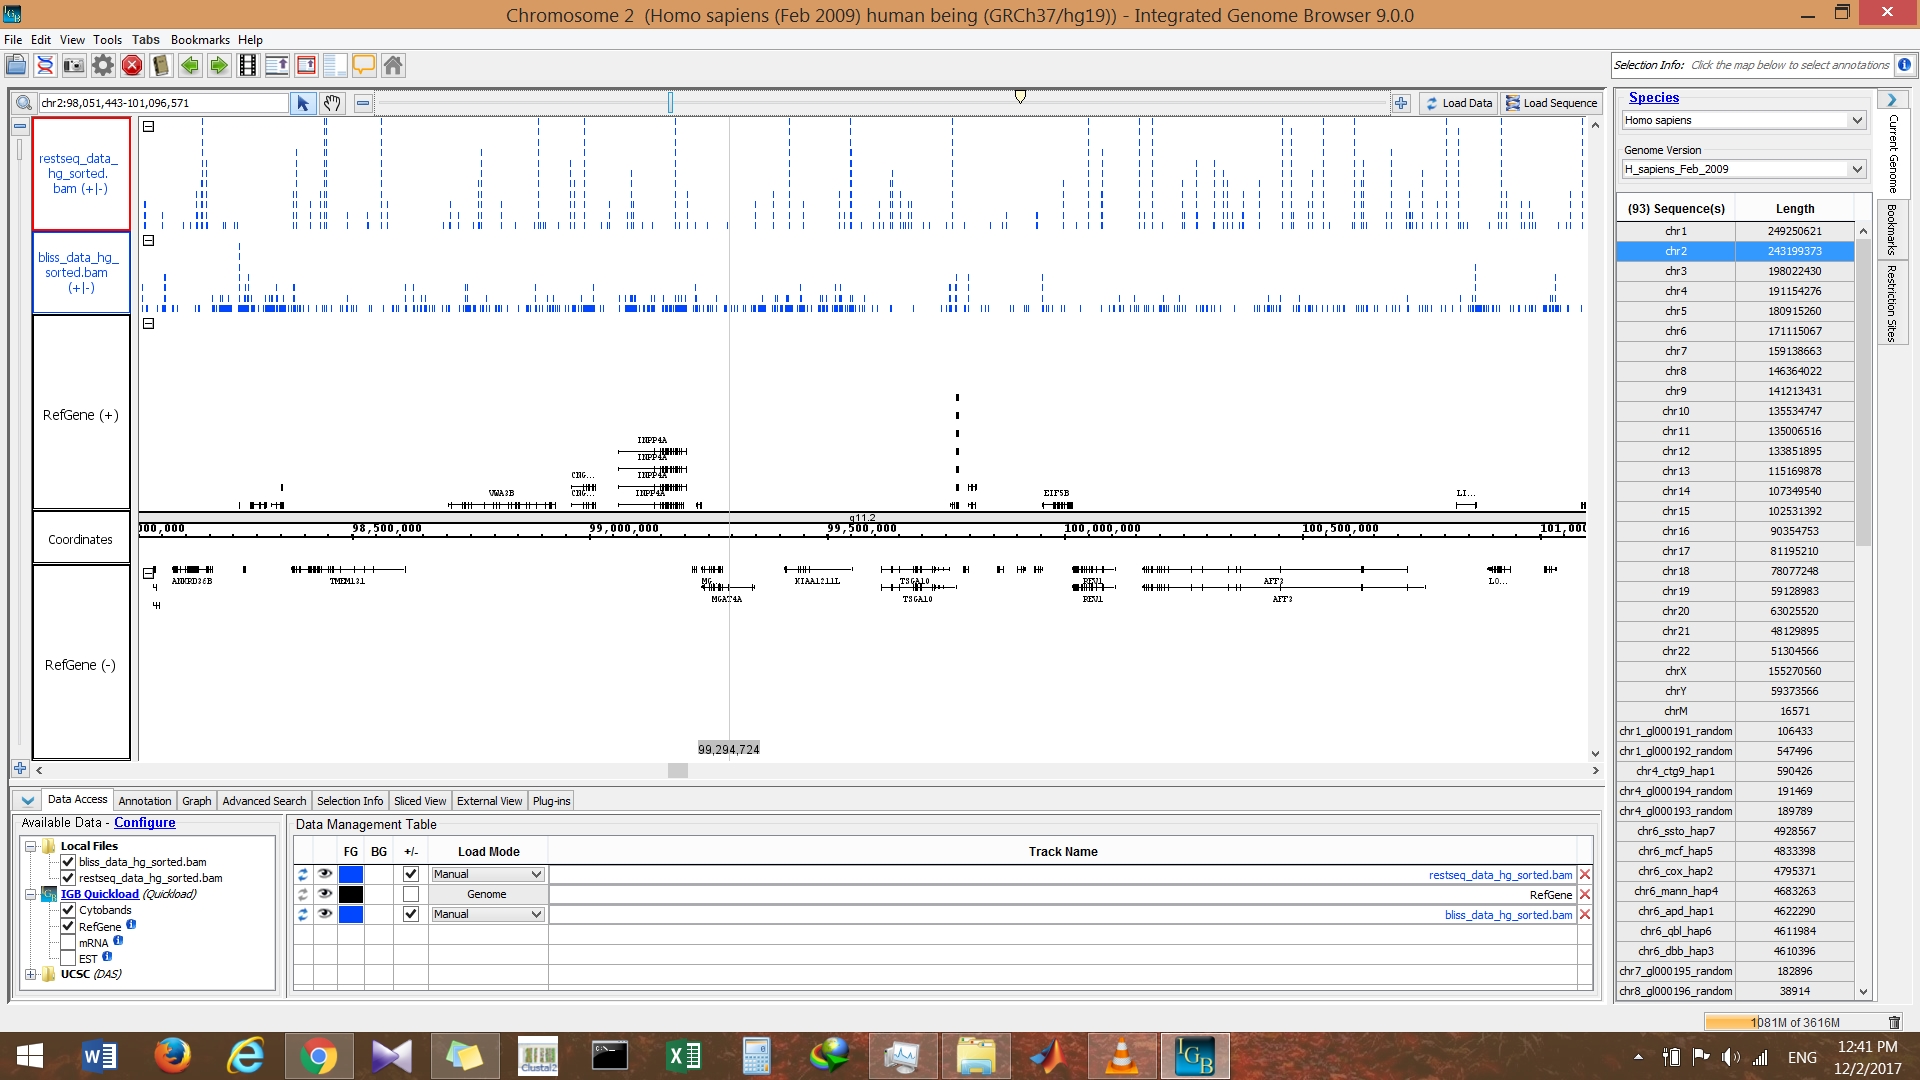 Chromosome 2  (Homo sapiens (Feb 2009) human being (GRCh37/hg19)) - Integrated Genome Browser 9.0.0
File Edit View Tools Tabs Bookmarks Help
Selection Info: Click the map below to select annotations
chr2:98,051,443-101,096,571
Load Data
Load Sequence
restseq_data_
hg_sorted.
bam (+|-)
bliss_data_hg_
sorted.bam
(+|-)
RefGene (+)
INPP4A
INPP4A
CNG... INPP4A
VWA3B CNG... INPP4A EIF5B LI...
q11.2
Coordinates
000,000 98,500,000 99,000,000 99,500,000 100,000,000 100,500,000 101,000
ANKRD36B TMEM131 MG... KIAA1211L TSGA10 REV1 AFF3 LO...
MGAT4A TSGA10 REV1 AFF3
RefGene (-)
99,294,724
Species
Homo sapiens
Genome Version
H_sapiens_Feb_2009
(93) Sequence(s) Length
chr1 249250621
chr2 243199373
chr3 198022430
chr4 191154276
chr5 180915260
chr6 171115067
chr7 159138663
chr8 146364022
chr9 141213431
chr10 135534747
chr11 135006516
chr12 133851895
chr13 115169878
chr14 107349540
chr15 102531392
chr16 90354753
chr17 81195210
chr18 78077248
chr19 59128983
chr20 63025520
chr21 48129895
chr22 51304566
chrX 155270560
chrY 59373566
chrM 16571
chr1_gl000191_random 106433
chr1_gl000192_random 547496
chr4_ctg9_hap1 590426
chr4_gl000194_random 191469
chr4_gl000193_random 189789
chr6_ssto_hap7 4928567
chr6_mcf_hap5 4833398
chr6_cox_hap2 4795371
chr6_mann_hap4 4683263
chr6_apd_hap1 4622290
chr6_qbl_hap6 4611984
chr6_dbb_hap3 4610396
chr7_gl000195_random 182896
chr8_gl000196_random 38914
Current Genome
Bookmarks
Restriction Sites
Data Access Annotation Graph Advanced Search Selection Info Sliced View External View Plug-ins
Available Data - Configure
Local Files
bliss_data_hg_sorted.bam
restseq_data_hg_sorted.bam
IGB Quickload (Quickload)
Cytobands
RefGene
mRNA
EST
UCSC (DAS)
Data Management Table
FG BG +/- Load Mode Track Name
Manual restseq_data_hg_sorted.bam
Genome RefGene
Manual bliss_data_hg_sorted.bam
1081M of 3616M
Clustal2
IGB
ENG
12:41 PM
12/2/2017